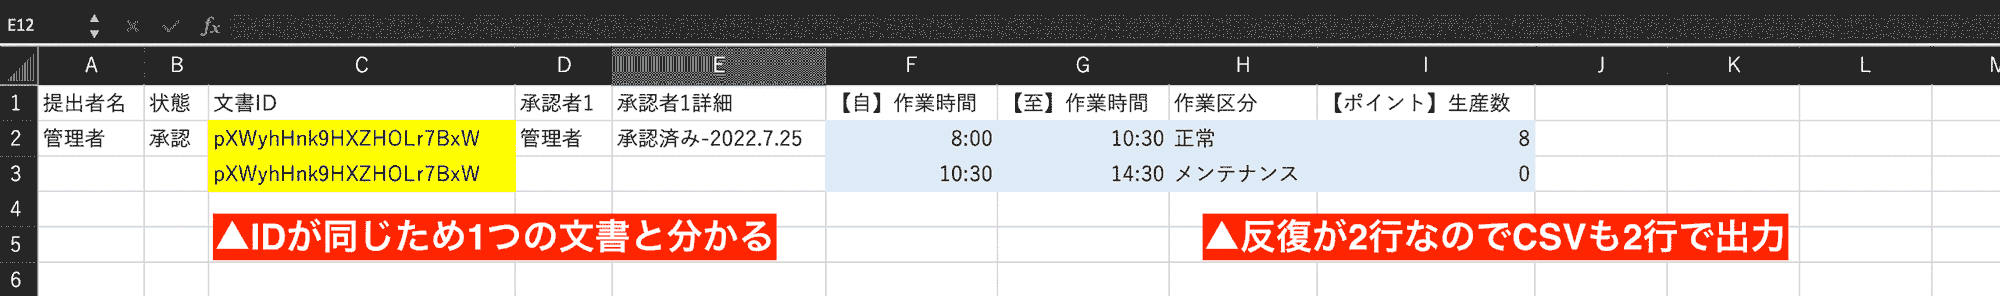 E12 fx
A B C D E F G H I J K L M
1 提出者名 状態 文書ID 承認者1 承認者1詳細 【自】作業時間 【至】作業時間 作業区分 【ポイント】生産数
2 管理者 承認 pXWyhHnk9HXZHOLr7BxW 管理者 承認済み-2022.7.25 8:00 10:30 正常 8
3 pXWyhHnk9HXZHOLr7BxW 10:30 14:30 メンテナンス 0
4
▲IDが同じため1つの文書と分かる ▲反復が2行なのでCSVも2行で出力
5
6